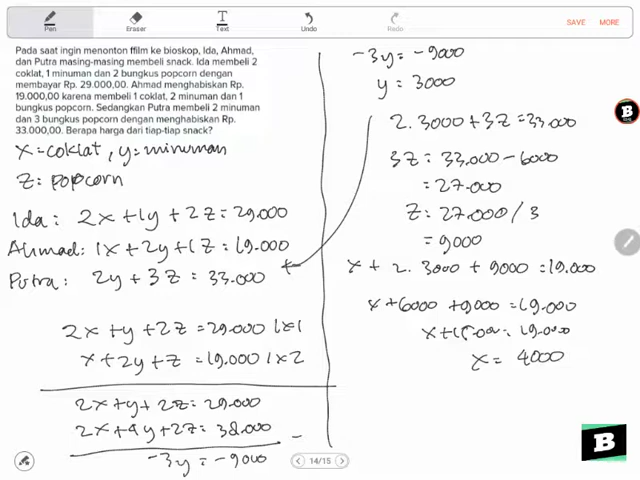 Pen
Eraser
Text
Undo
Redo
SAVE
MORE
Pada saat ingin menonton ffilm ke bioskop, Ida, Ahmad,
dan Putra masing-masing membeli snack. Ida membeli 2
coklat, 1 minuman dan 2 bungkus popcorn dengan
membayar Rp. 29.000,00. Ahmad menghabiskan Rp.
19.000,00 karena membeli 1 coklat, 2 minuman dan 1
bungkus popcorn. Sedangkan Putra membeli 2 minuman
dan 3 bungkus popcorn dengan menghabiskan Rp.
33.000,00. Berapa harga dari tiap-tiap snack?
x = coklat, y = minuman
z = popcorn
Ida: 2x + 1y + 2z = 29.000
Ahmad: 1x + 2y + 1z = 19.000
Putra: 2y + 3z = 33.000
2x + y + 2z = 29.000 |x1
x + 2y + z = 19.000 |x2
2x + y + 2z = 29.000
2x + 4y + 2z = 38.000
-
-3y = -9000
-3y = -9000
y = 3000
2.3000 + 3z = 33.000
3z = 33.000 - 6000
= 27.000
z = 27.000/3
= 9000
x + 2.3000 + 9000 = 19.000
x + 6000 + 9000 = 19.000
x + 15.000 = 19.000
x = 4000
14/15
B
B